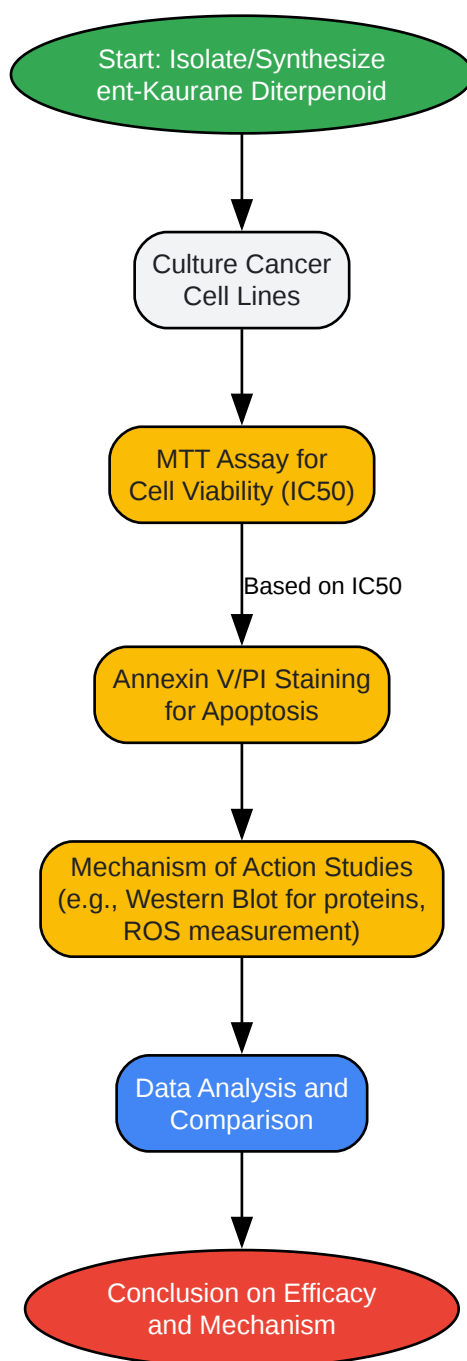 Start: Isolate/Synthesize
ent-Kaurane Diterpenoid
Culture Cancer
Cell Lines
MTT Assay for
Cell Viability (IC50)
Based on IC50
Annexin V/PI Staining
for Apoptosis
Mechanism of Action Studies
(e.g., Western Blot for proteins,
ROS measurement)
Data Analysis and
Comparison
Conclusion on Efficacy
and Mechanism